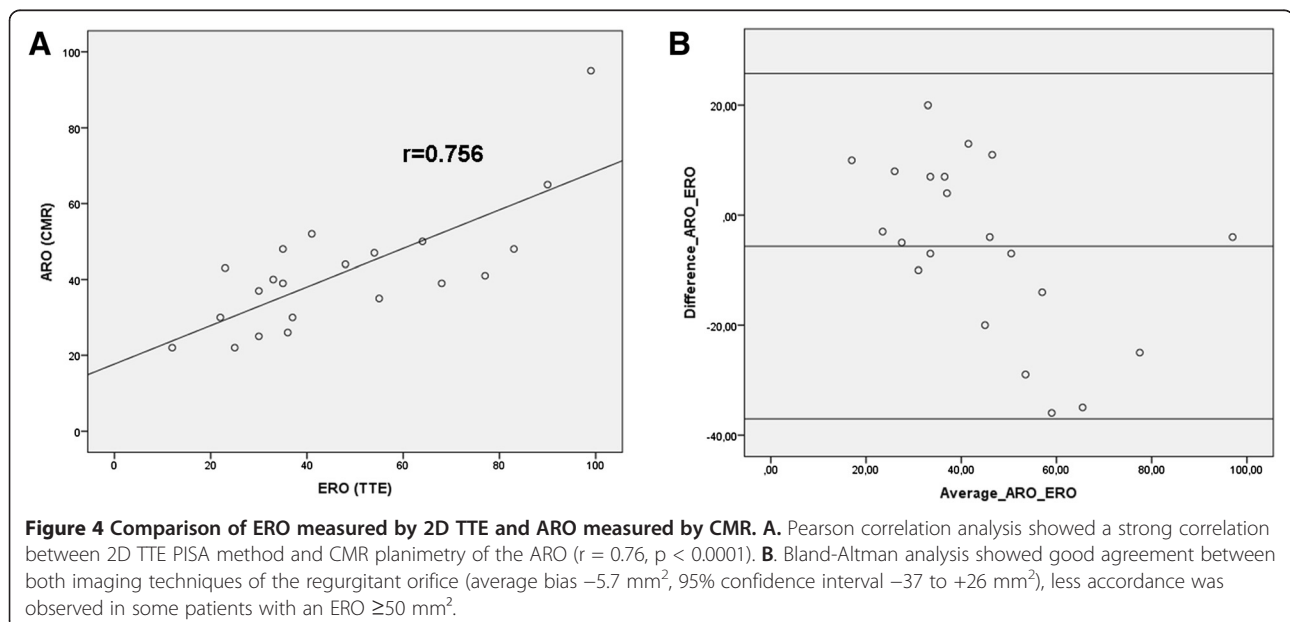 A
100
80
60
40
20
0
r=0.756
ARO (CMR)
0 20 40 60 80 100
ERO (TTE)
B
20,00
,00
-20,00
-40,00
Difference_ARO_ERO
,00 20,00 40,00 60,00 80,00 100,00
Average_ARO_ERO
Figure 4 Comparison of ERO measured by 2D TTE and ARO measured by CMR. A. Pearson correlation analysis showed a strong correlation
between 2D TTE PISA method and CMR planimetry of the ARO (r = 0.76, p < 0.0001). B. Bland-Altman analysis showed good agreement between
both imaging techniques of the regurgitant orifice (average bias −5.7 mm², 95% confidence interval −37 to +26 mm²), less accordance was
observed in some patients with an ERO ≥50 mm².